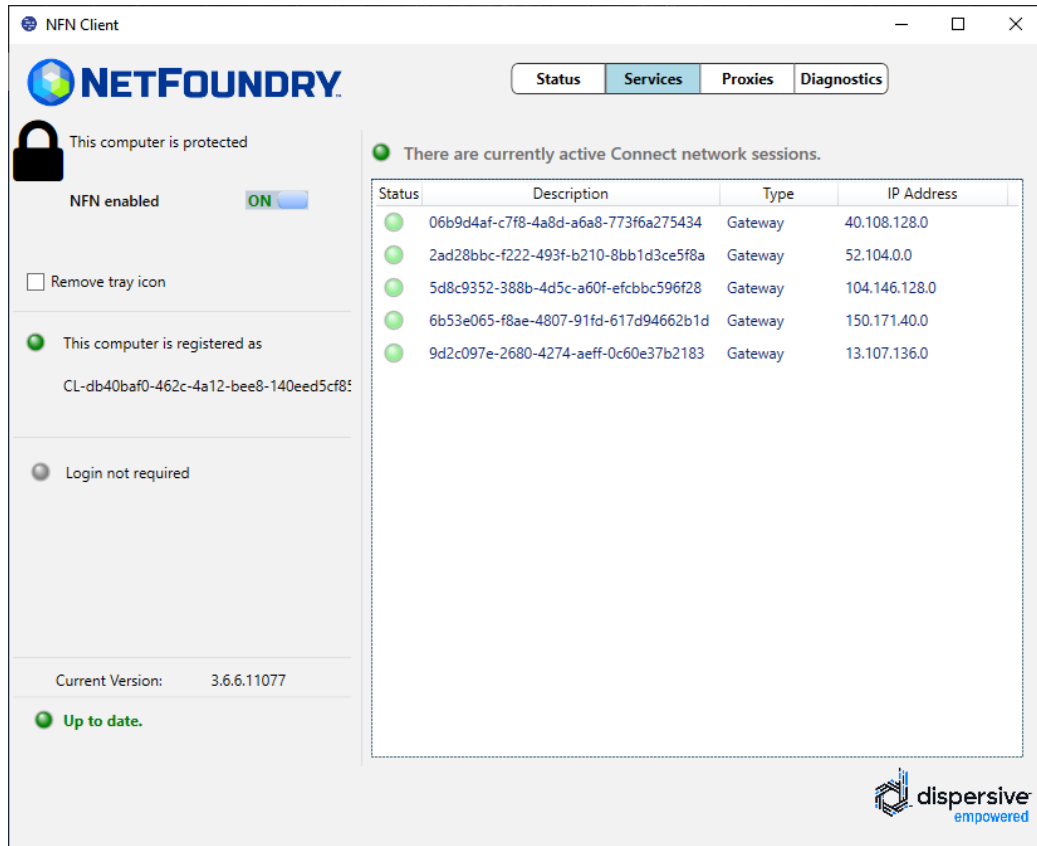 NFN Client
NETFOUNDRY™
Status Services Proxies Diagnostics
This computer is protected
NFN enabled ON
Remove tray icon
This computer is registered as
CL-db40baf0-462c-4a12-bee8-140eed5cf85
Login not required
Current Version: 3.6.6.11077
Up to date.
There are currently active Connect network sessions.
Status Description Type IP Address
06b9d4af-c7f8-4a8d-a6a8-773f6a275434 Gateway 40.108.128.0
2ad28bbc-f222-493f-b210-8bb1d3ce5f8a Gateway 52.104.0.0
5d8c9352-388b-4d5c-a60f-efcbbc596f28 Gateway 104.146.128.0
6b53e065-f8ae-4807-91fd-617d94662b1d Gateway 150.171.40.0
9d2c097e-2680-4274-aeff-0c60e37b2183 Gateway 13.107.136.0
dispersive
empowered